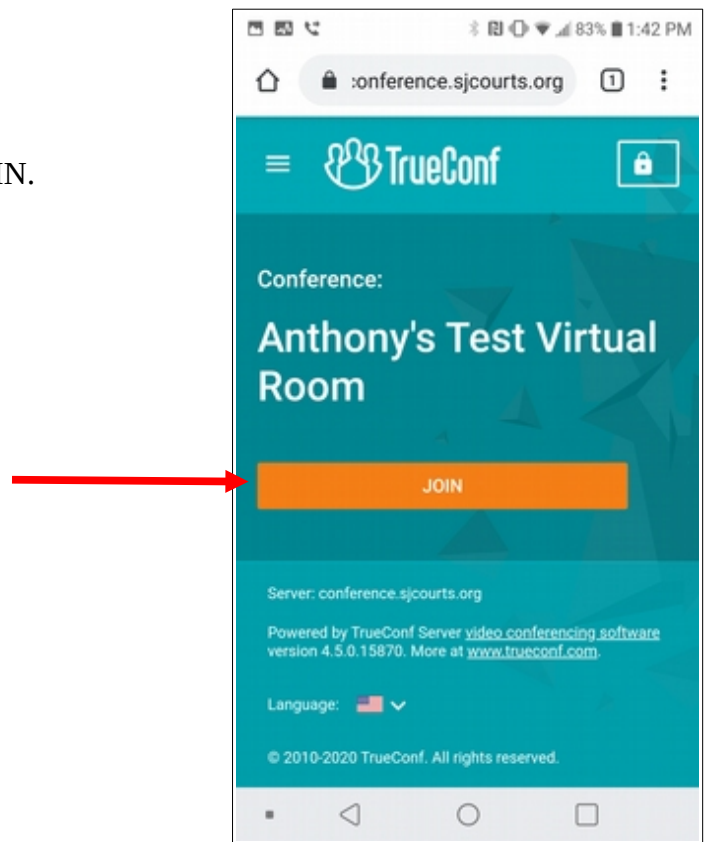 83% 1:42 PM
:onference.sjcourts.org 1
IN.
TrueConf
Conference:
Anthony's Test Virtual
Room
JOIN
Server: conference.sjcourts.org
Powered by TrueConf Server video conferencing software
version 4.5.0.15870. More at www.trueconf.com.
Language:
© 2010-2020 TrueConf. All rights reserved.